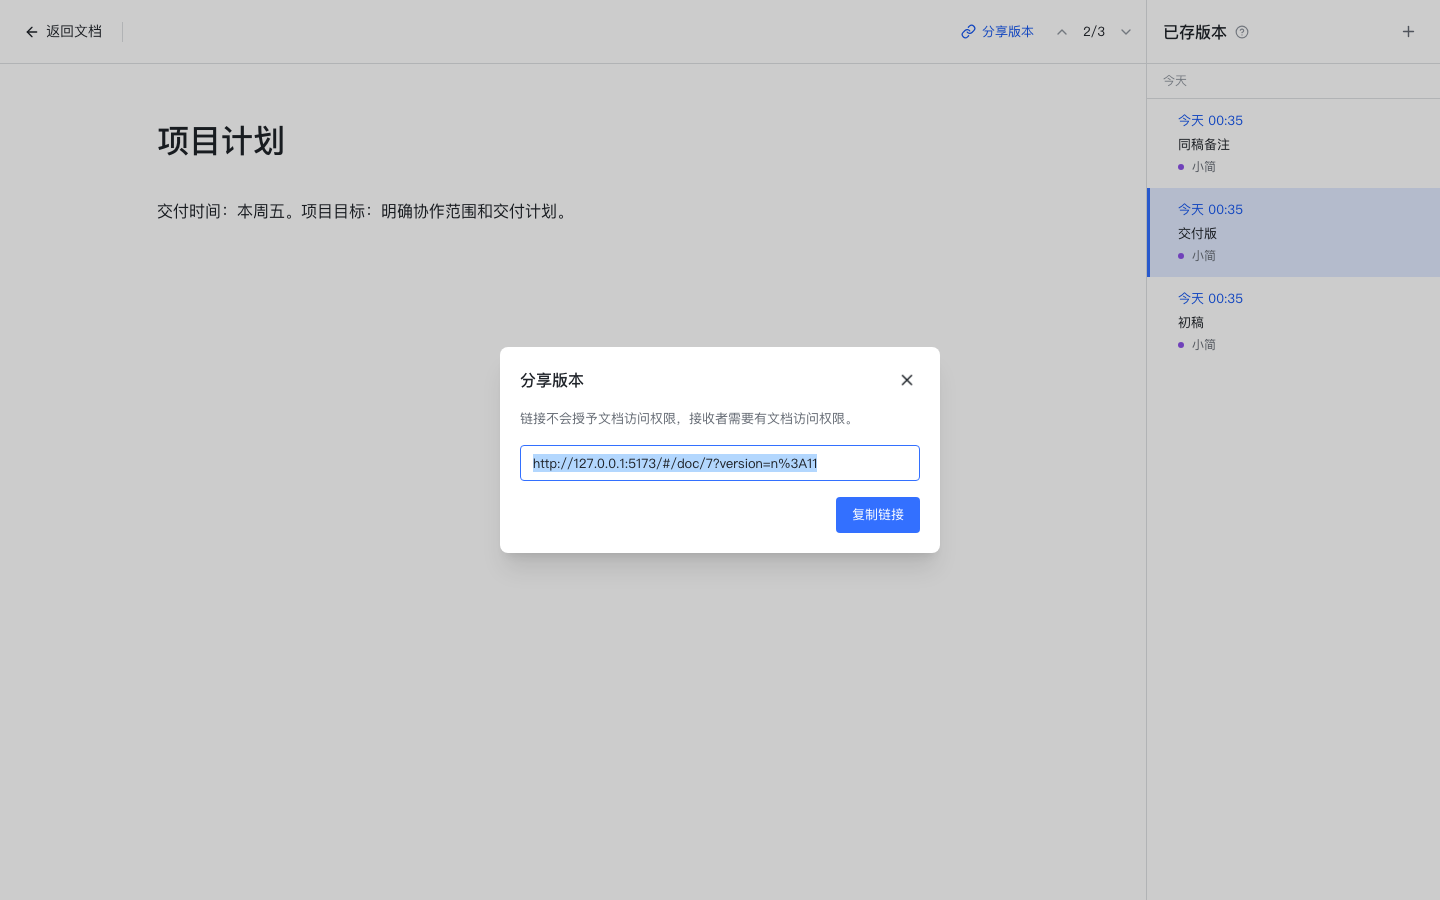 返回文档
分享版本
2/3
已存版本
今天
今天 00:35
同稿备注
小简
今天 00:35
交付版
小简
今天 00:35
初稿
小简
项目计划
交付时间：本周五。项目目标：明确协作范围和交付计划。
分享版本
链接不会授予文档访问权限，接收者需要有文档访问权限。
http://127.0.0.1:5173/#/doc/7?version=n%3A11
复制链接